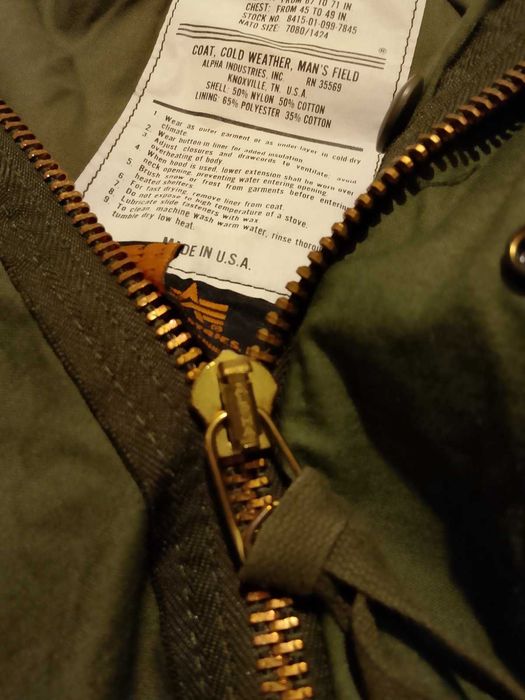 FROM 67 TO 71 IN
CHEST: FROM 45 TO 49 IN
STOCK NO. 8415-01-099-7845
NATO SIZE: 7080/1424
®
COAT, COLD WEATHER, MAN'S FIELD
ALPHA INDUSTRIES, INC. RN 35569
KNOXVILLE, TN. U.S.A.
SHELL: 50% NYLON 50% COTTON
LINING: 65% POLYESTER 35% COTTON
1. Wear as outer garment or as under layer in cold dry
climate.
2. Wear button in liner for added insulation.
3. Adjust closures and drawcords to ventilate; avoid
overheating of body.
4. When hood is used, lower extension shall be worn over
neck opening, preventing water entering opening.
5. Brush snow or frost from garments before entering
heated shelters.
6. For fast drying, remove liner from coat.
7. Do not expose to high temperature of a stove.
8. Lubricate slide fasteners with wax.
9. To clean, machine wash warm water, rinse thorou
Tumble dry low heat.
MADE IN U.S.A.
®